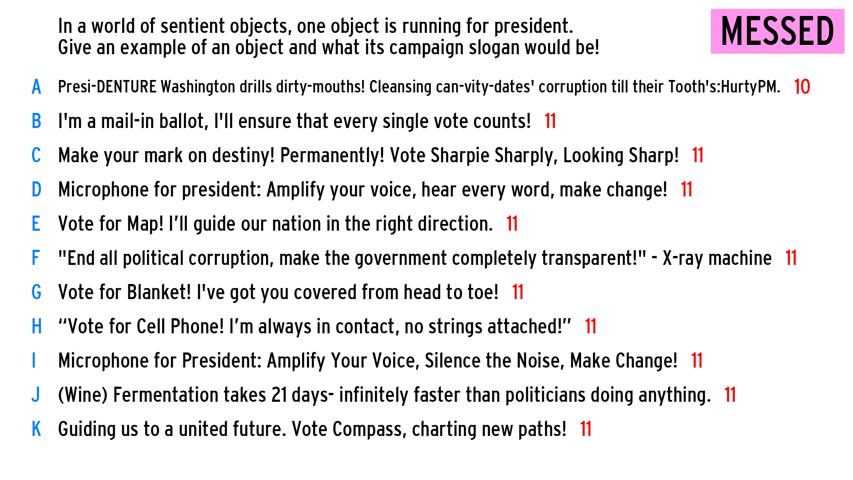 In a world of sentient objects, one object is running for president.
Give an example of an object and what its campaign slogan would be!
MESSED
A Presi-DENTURE Washington drills dirty-mouths! Cleansing can-vity-dates' corruption till their Tooth's:HurtyPM. 10
B I'm a mail-in ballot, I'll ensure that every single vote counts! 11
C Make your mark on destiny! Permanently! Vote Sharpie Sharply, Looking Sharp! 11
D Microphone for president: Amplify your voice, hear every word, make change! 11
E Vote for Map! I’ll guide our nation in the right direction. 11
F "End all political corruption, make the government completely transparent!" - X-ray machine 11
G Vote for Blanket! I've got you covered from head to toe! 11
H “Vote for Cell Phone! I’m always in contact, no strings attached!” 11
I Microphone for President: Amplify Your Voice, Silence the Noise, Make Change! 11
J (Wine) Fermentation takes 21 days- infinitely faster than politicians doing anything. 11
K Guiding us to a united future. Vote Compass, charting new paths! 11